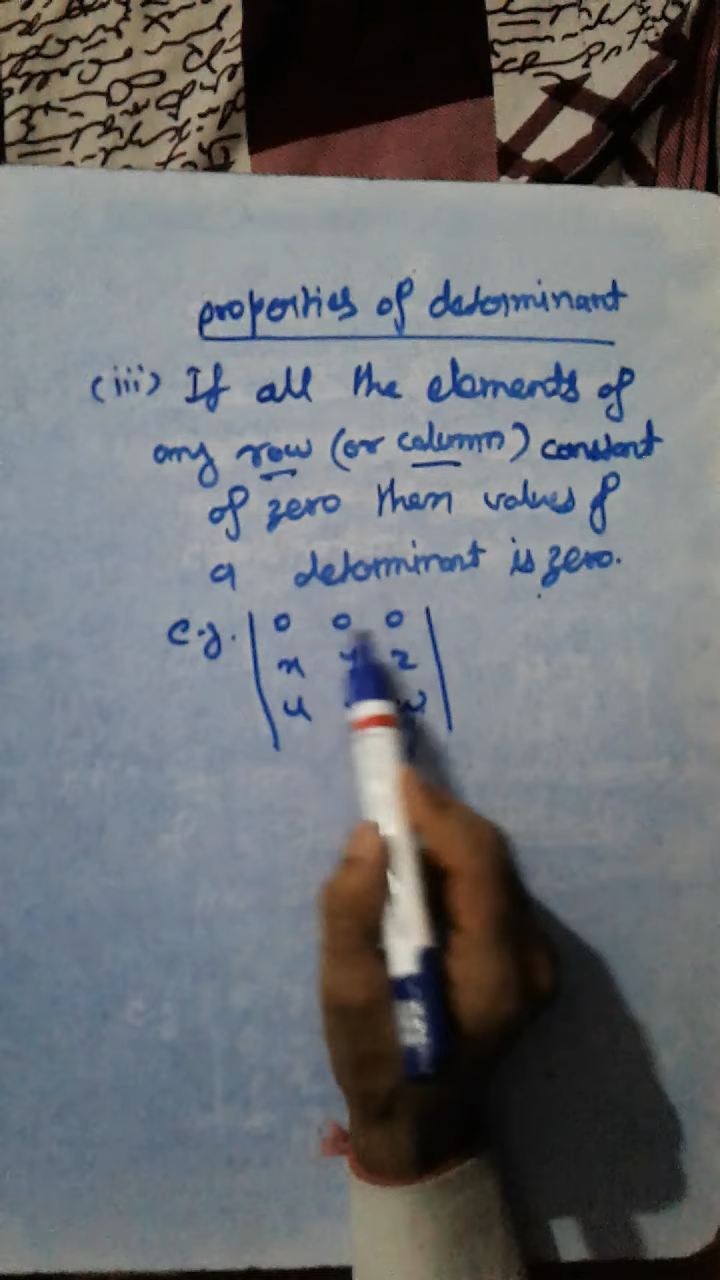 properties of determinant
(iii) If all the elements of
any row (or column) constant
of zero then values of
a determinant is zero.
e.g. | 0 0 0 |
| x y z |
| u w |